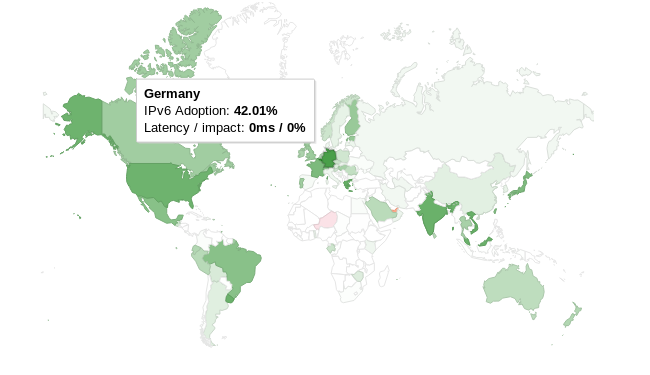 Germany
IPv6 Adoption: 42.01%
Latency / impact: 0ms / 0%